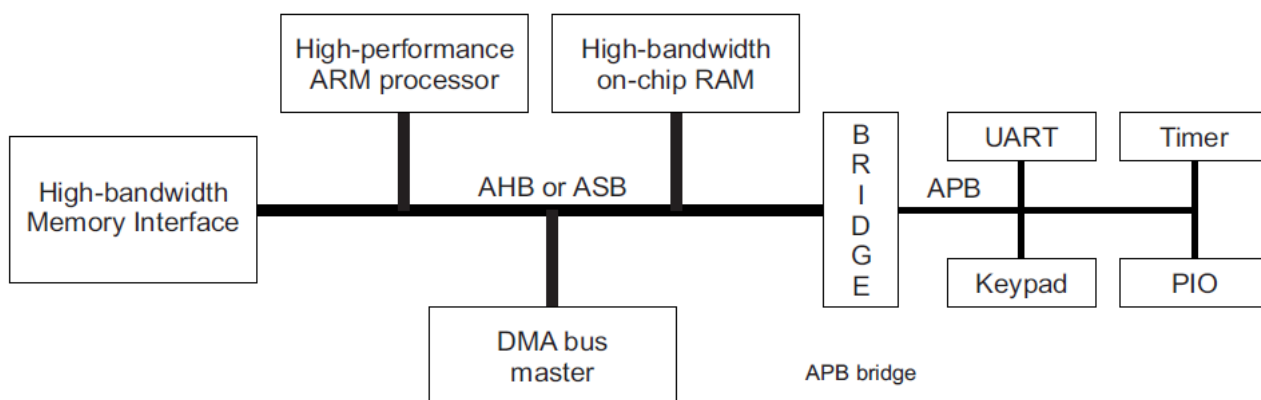 High-performance
ARM processor
High-bandwidth
on-chip RAM
High-bandwidth
Memory Interface
AHB or ASB
B
R
I
D
G
E
APB
UART
Timer
Keypad
PIO
DMA bus
master
APB bridge